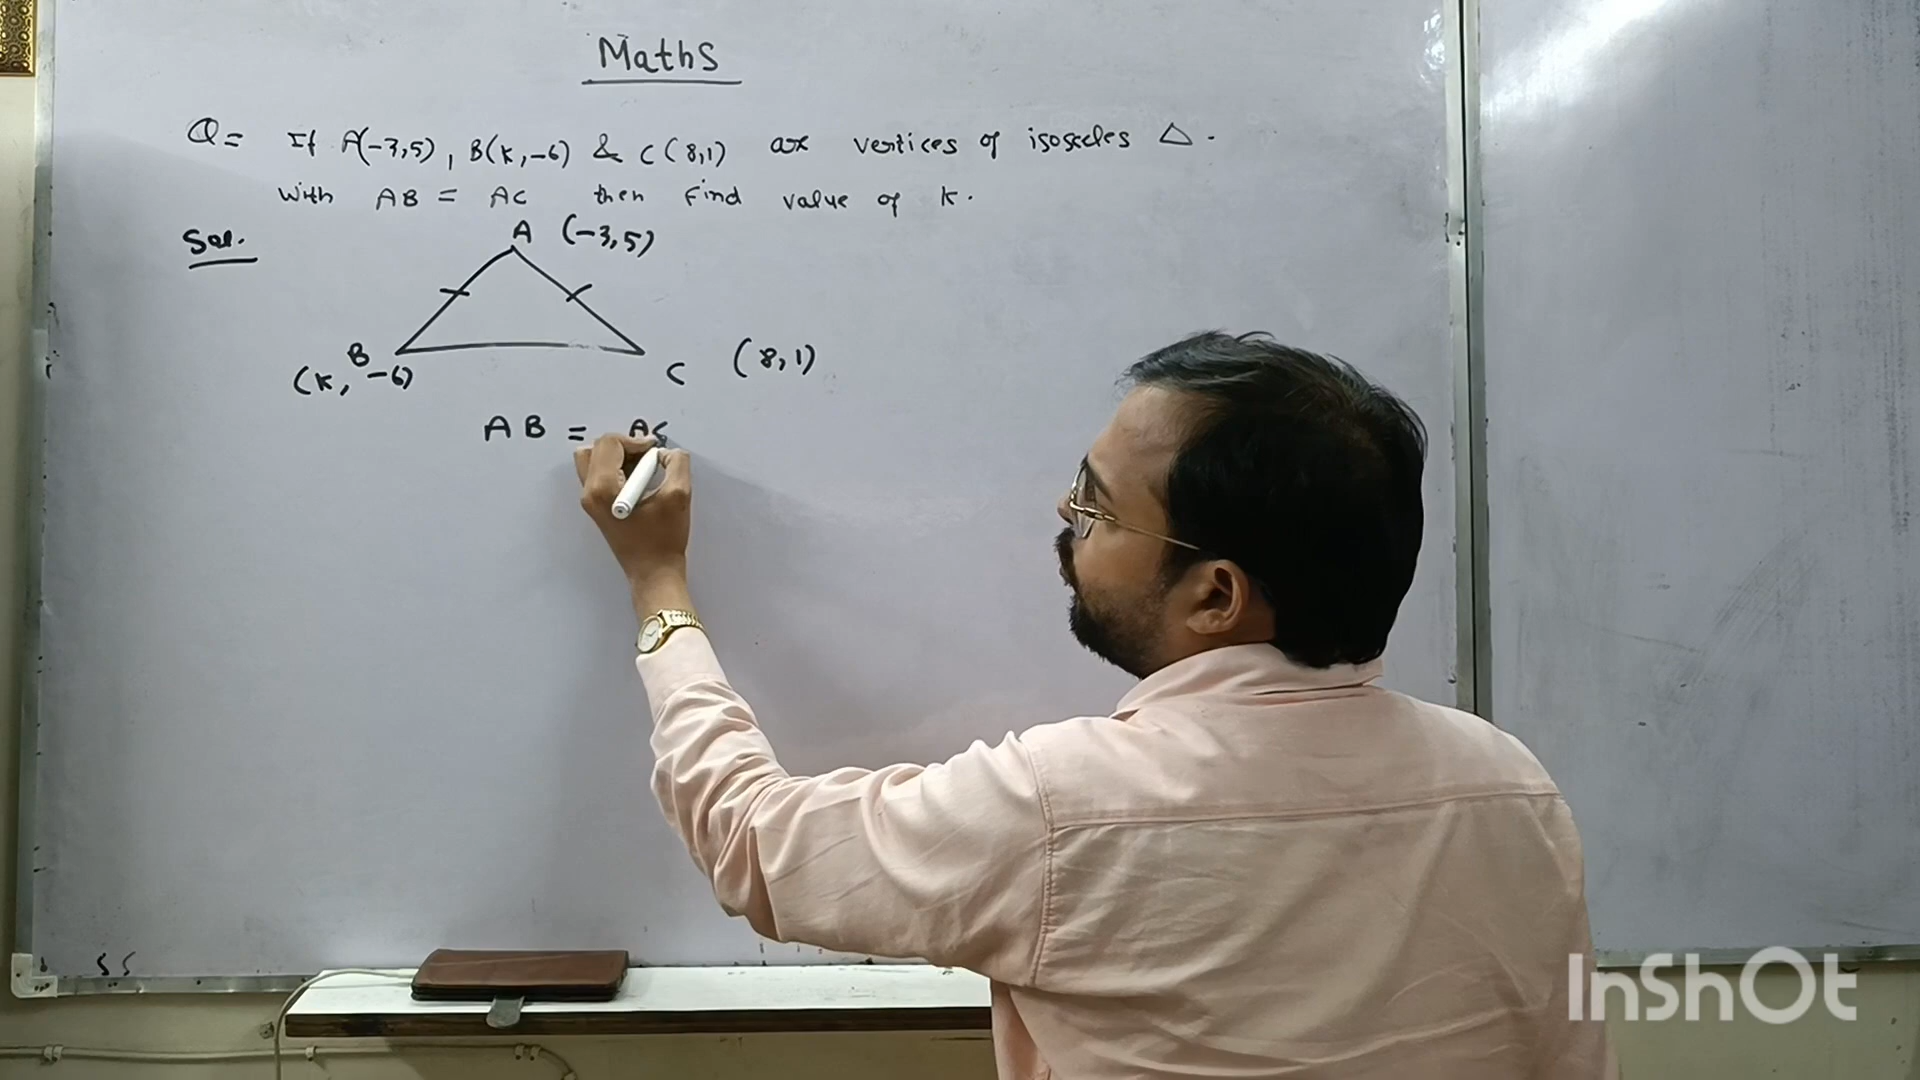 Maths
Q= If A(-3,5), B(K,-6) & C(8,1) are vertices of isosceles △.
With AB = AC then find value of K.
Sol.
A (-3,5)
B
(K, -6)
C (8,1)
AB = AC
InShOt